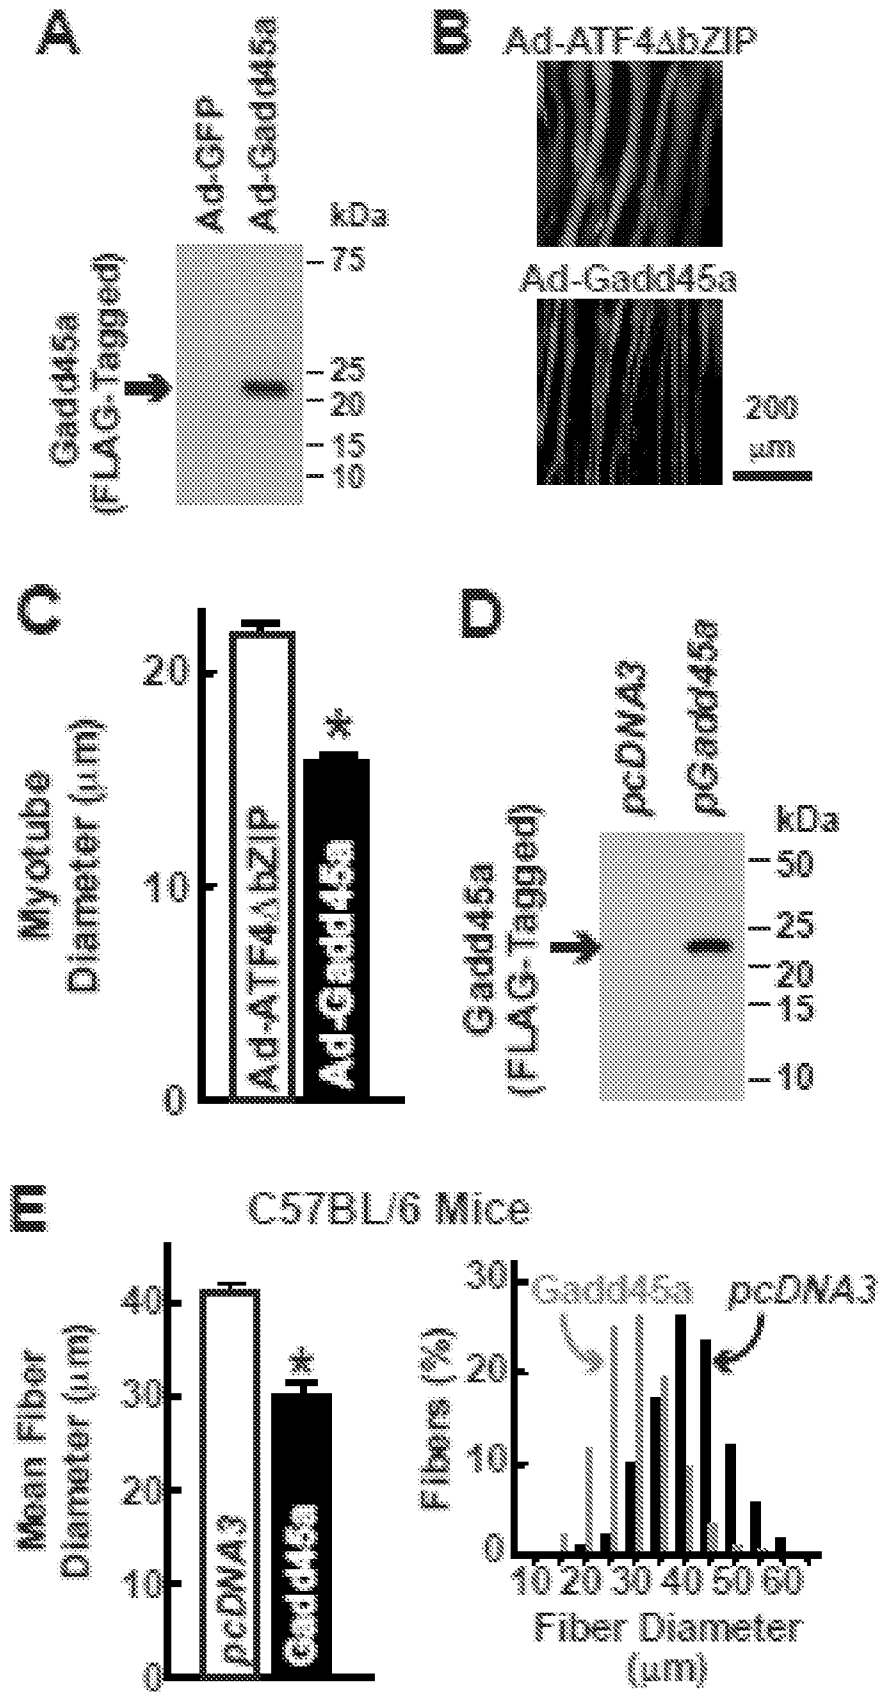 A
Ad-GFP
Ad-Gadd45a
kDa
75
25
20
15
10
Gadd45a
(FLAG-Tagged)
B
Ad-ATF4ΔbZIP
Ad-Gadd45a
200
μm
C
Myotube
Diameter (μm)
20
10
0
Ad-ATF4ΔbZIP
*
Ad-Gadd45a
D
pcDNA3
pGadd45a
kDa
50
25
20
15
10
Gadd45a
(FLAG-Tagged)
E
C57BL/6 Mice
Mean Fiber
Diameter (μm)
40
30
20
10
0
pcDNA3
*
Gadd45a
Fibers (%)
30
20
10
0
Gadd45a
pcDNA3
10 20 30 40 50 60
Fiber Diameter
(μm)